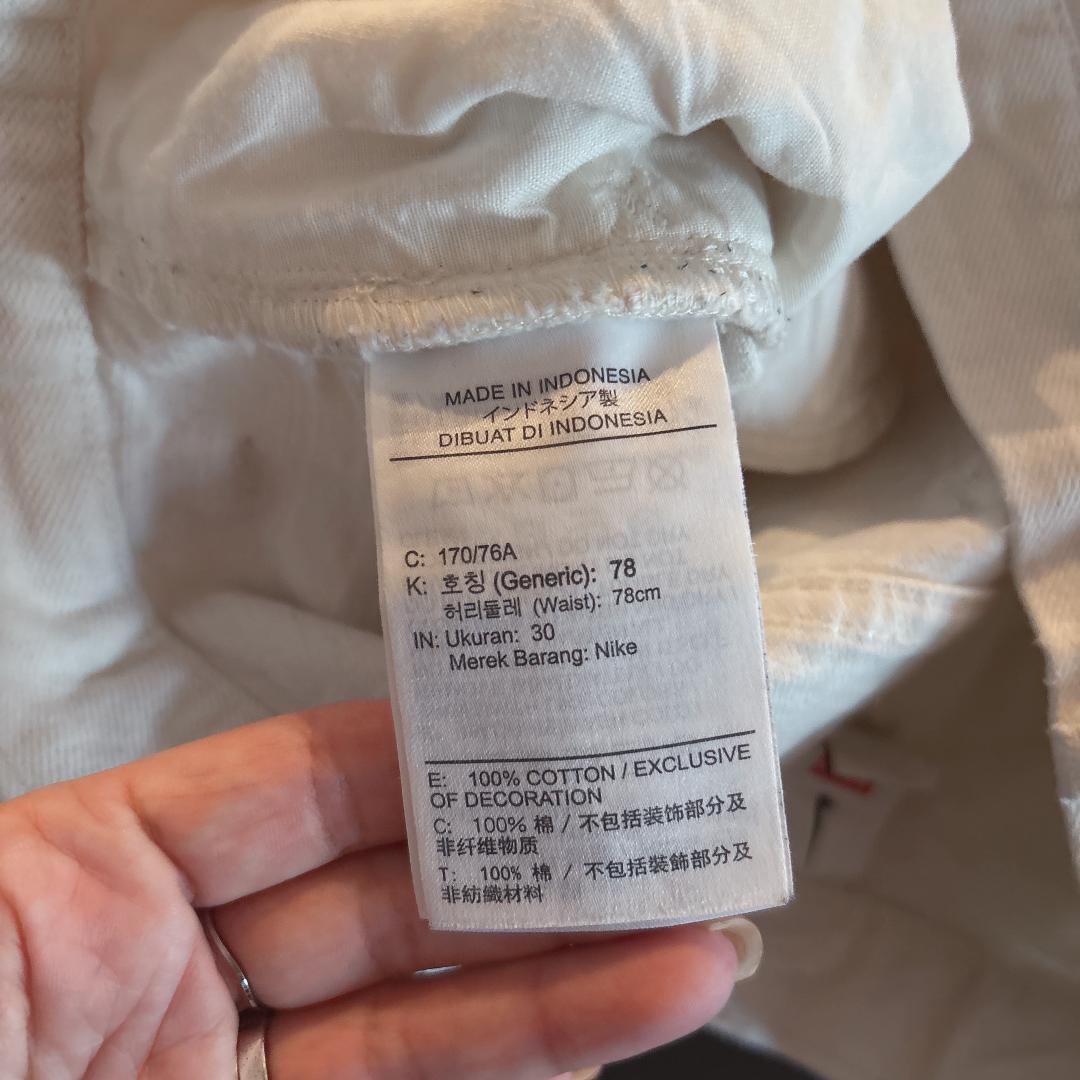 MADE IN INDONESIA
インドネシア製
DIBUAT DI INDONESIA
C: 170/76A
K: 호칭 (Generic): 78
허리둘레 (Waist): 78cm
IN: Ukuran: 30
Merek Barang: Nike
E: 100% COTTON / EXCLUSIVE
OF DECORATION
C: 100% 棉 / 不包括装饰部分及
非纤维物质
T: 100% 棉 / 不包括裝飾部分及
非紡織材料